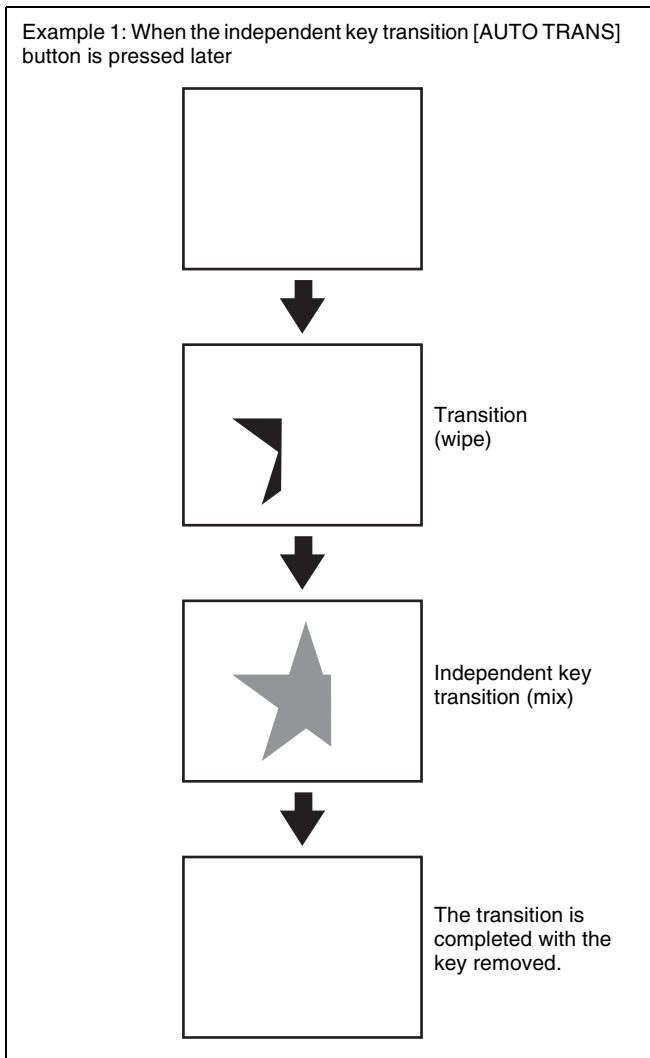 Example 1: When the independent key transition [AUTO TRANS]
button is pressed later
Transition
(wipe)
Independent key
transition (mix)
The transition is
completed with the
key removed.